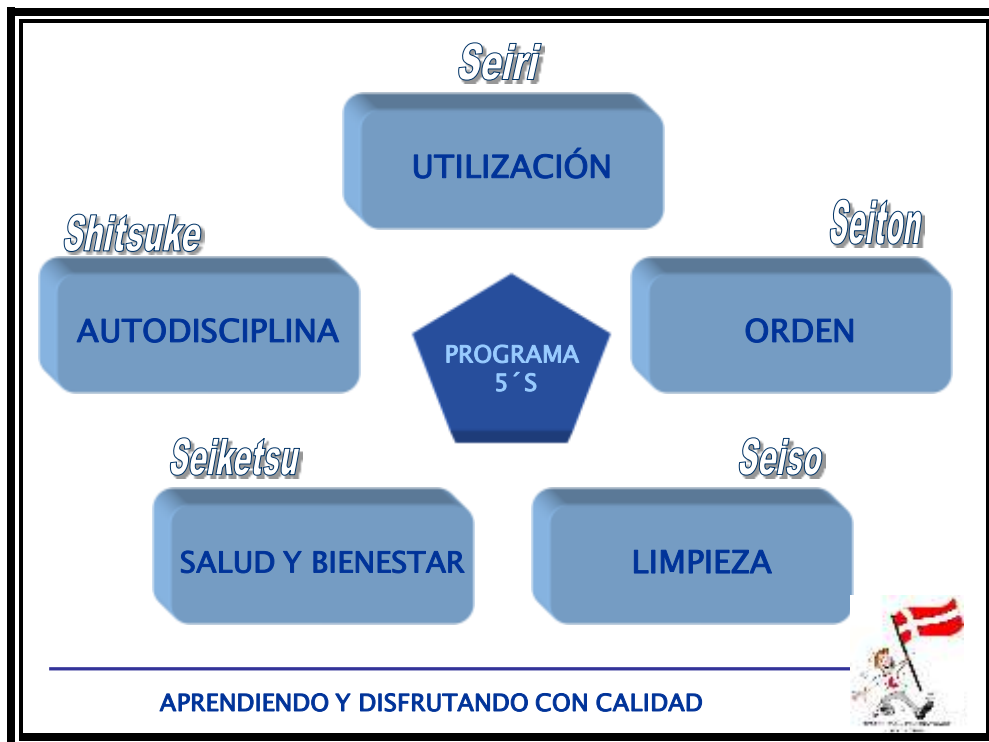 Seiri
UTILIZACIÓN
Shitsuke
Seiton
AUTODISCIPLINA
ORDEN
PROGRAMA
5´S
Seiketsu
Seiso
SALUD Y BIENESTAR
LIMPIEZA
APRENDIENDO Y DISFRUTANDO CON CALIDAD